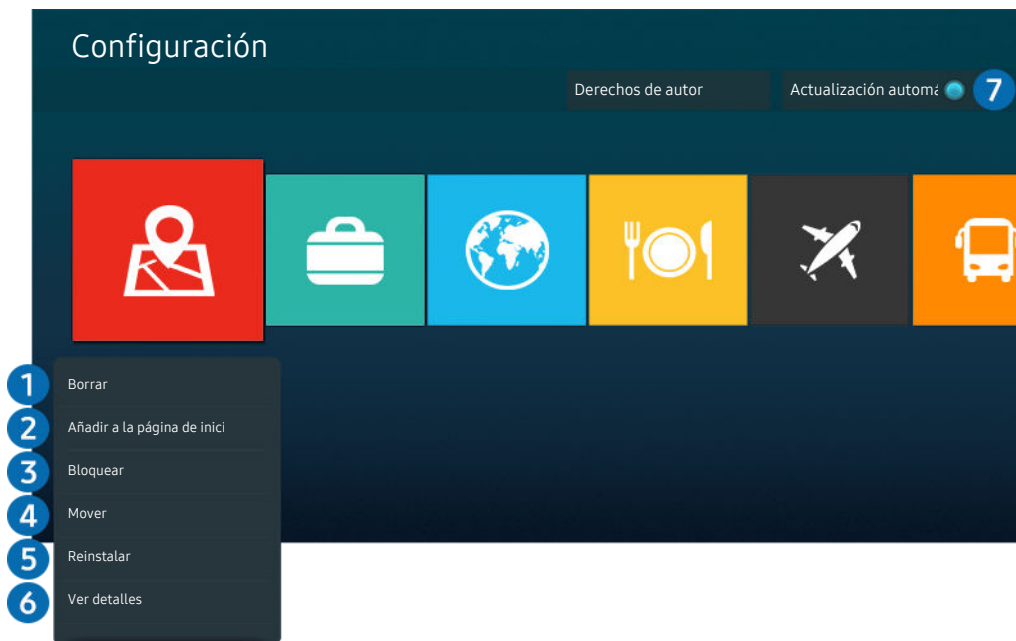 Configuración
Derechos de autor
Actualización automá
7
1 Borrar
2 Añadir a la página de inici
3 Bloquear
4 Mover
5 Reinstalar
6 Ver detalles